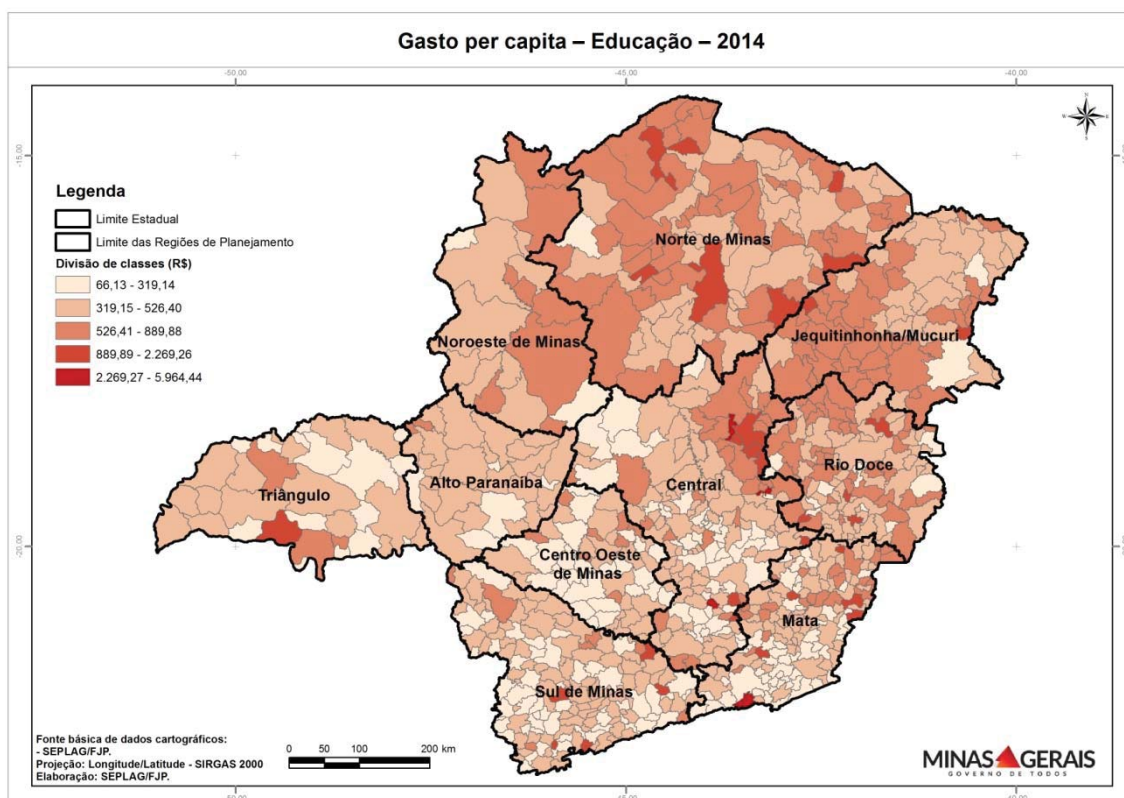 Gasto per capita – Educação – 2014
-50,00
-45,00
-40,00
-15,00
Legenda
Limite Estadual
Limite das Regiões de Planejamento
Divisão de classes (R$)
66,13 - 319,14
319,15 - 526,40
526,41 - 889,88
889,89 - 2.269,26
2.269,27 - 5.964,44
N
Norte de Minas
Noroeste de Minas
Jequitinhonha/Mucuri
Triângulo
Alto Paranaíba
Central
Rio Doce
-20,00
Centro Oeste
de Minas
Mata
Sul de Minas
Fonte básica de dados cartográficos:
- SEPLAG/FJP.
Projeção: Longitude/Latitude - SIRGAS 2000
Elaboração: SEPLAG/FJP.
0 50 100 200 km
MINAS GERAIS
GOVERNO DE TODOS